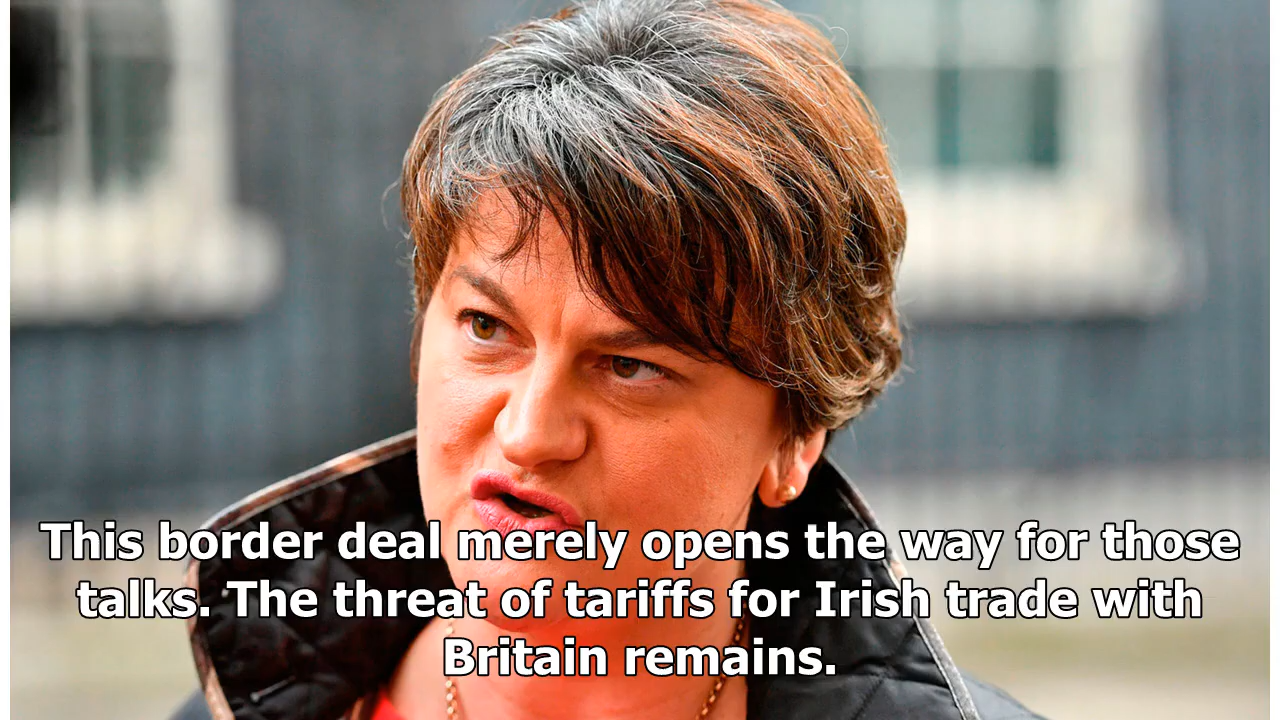 This border deal merely opens the way for those
talks. The threat of tariffs for Irish trade with
Britain remains.